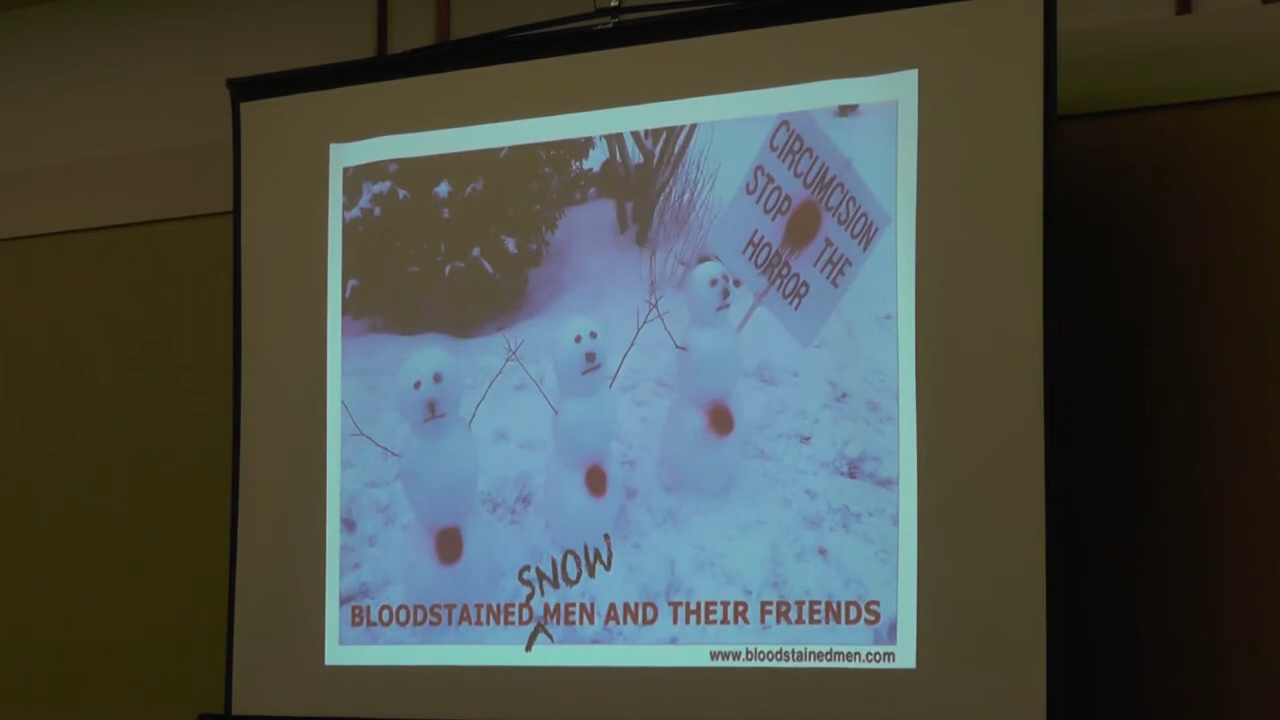 CIRCUMCISION
STOP THE
HORROR
SNOW
BLOODSTAINED MEN AND THEIR FRIENDS
www.bloodstainedmen.com